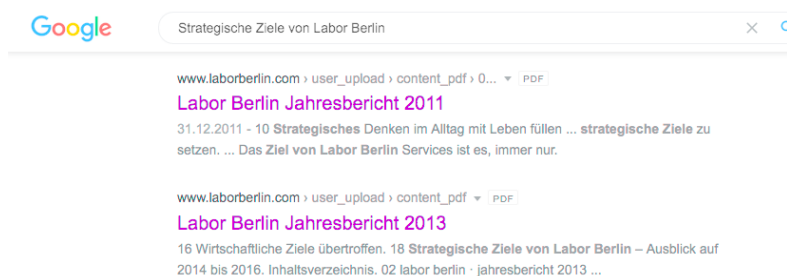 Google Strategische Ziele von Labor Berlin
www.laborberlin.com › user_upload › content_pdf › 0... PDF
Labor Berlin Jahresbericht 2011
31.12.2011 - 10 Strategisches Denken im Alltag mit Leben füllen ... strategische Ziele zu
setzen. ... Das Ziel von Labor Berlin Services ist es, immer nur.
www.laborberlin.com › user_upload › content_pdf PDF
Labor Berlin Jahresbericht 2013
16 Wirtschaftliche Ziele übertroffen. 18 Strategische Ziele von Labor Berlin – Ausblick auf
2014 bis 2016. Inhaltsverzeichnis. 02 labor berlin · jahresbericht 2013 ...